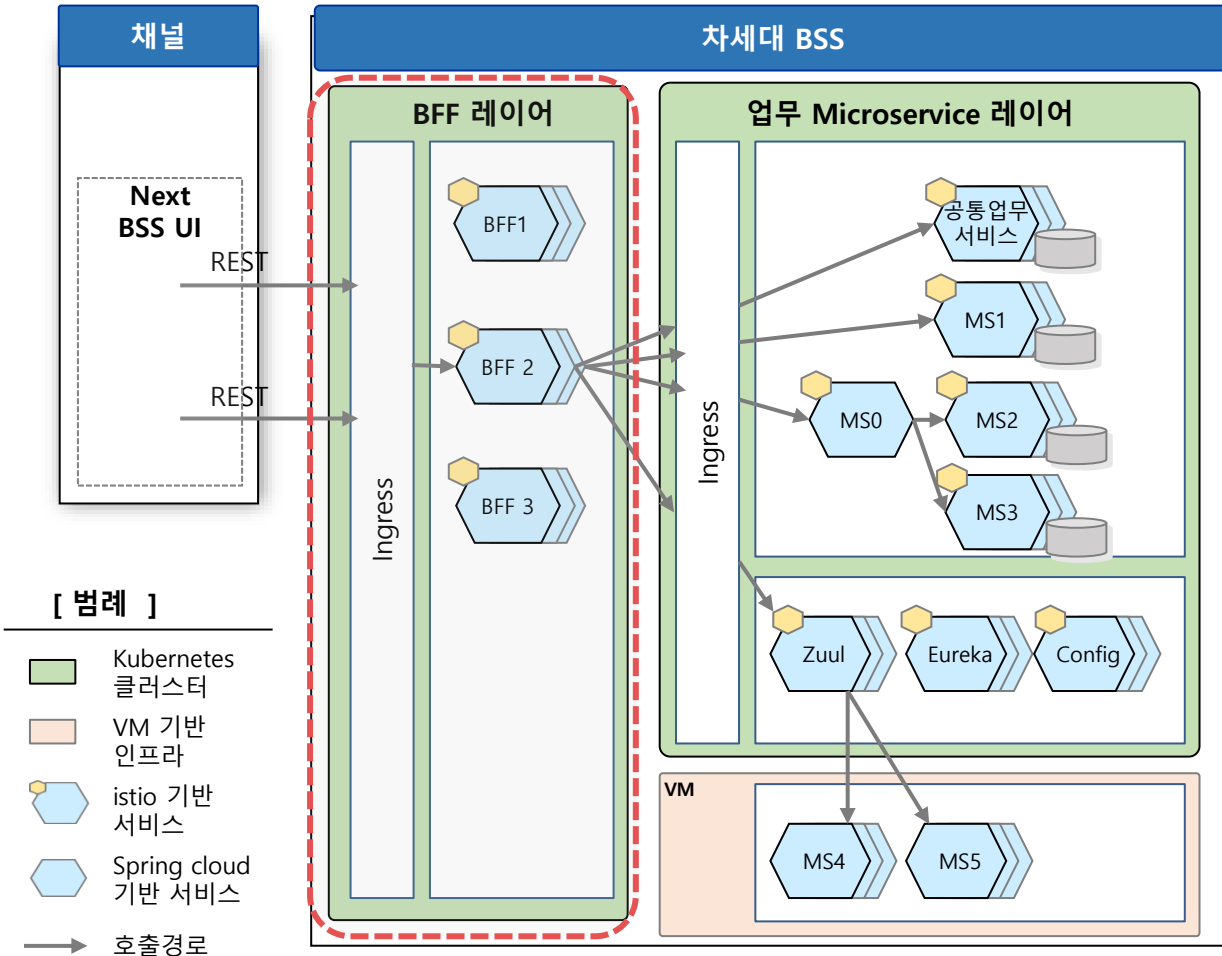 채널
차세대 BSS
Next
BSS UI
REST
REST
BFF 레이어
Ingress
BFF1
BFF 2
BFF 3
업무 Microservice 레이어
Ingress
공통업무
서비스
MS1
MS0
MS2
MS3
Zuul
Eureka
Config
VM
MS4
MS5
[ 범례 ]
Kubernetes
클러스터
VM 기반
인프라
istio 기반
서비스
Spring cloud
기반 서비스
호출경로